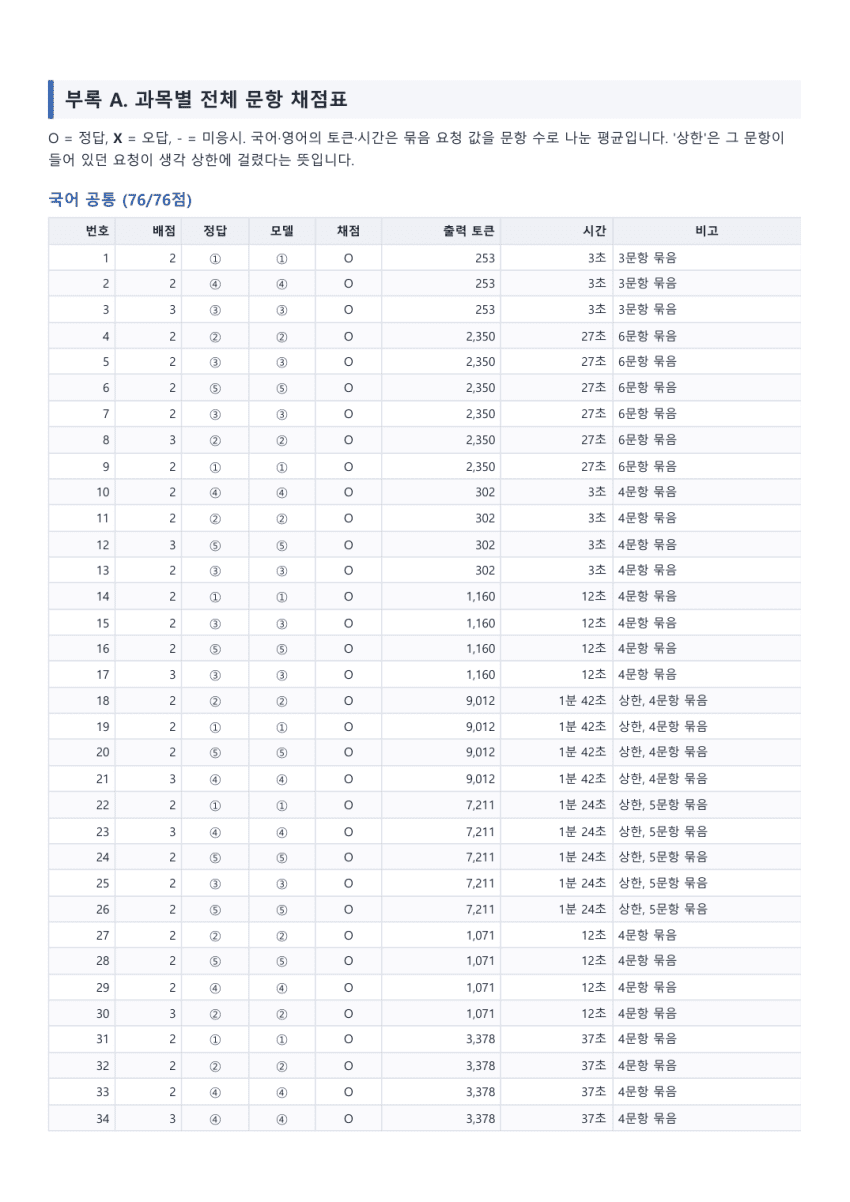 부록 A. 과목별 전체 문항 채점표
O = 정답, X = 오답, - = 미응시. 국어·영어의 토큰·시간은 묶음 요청 값을 문항 수로 나눈 평균입니다. '상한'은 그 문항이
들어 있던 요청이 생각 상한에 걸렸다는 뜻입니다.
국어 공통 (76/76점)
번호 배점 정답 모델 채점 출력 토큰 시간 비고
1 2 ① ① O 253 3초 3문항 묶음
2 2 ④ ④ O 253 3초 3문항 묶음
3 3 ③ ③ O 253 3초 3문항 묶음
4 2 ② ② O 2,350 27초 6문항 묶음
5 2 ③ ③ O 2,350 27초 6문항 묶음
6 2 ⑤ ⑤ O 2,350 27초 6문항 묶음
7 2 ③ ③ O 2,350 27초 6문항 묶음
8 3 ② ② O 2,350 27초 6문항 묶음
9 2 ① ① O 2,350 27초 6문항 묶음
10 2 ④ ④ O 302 3초 4문항 묶음
11 2 ② ② O 302 3초 4문항 묶음
12 3 ⑤ ⑤ O 302 3초 4문항 묶음
13 2 ③ ③ O 302 3초 4문항 묶음
14 2 ① ① O 1,160 12초 4문항 묶음
15 2 ③ ③ O 1,160 12초 4문항 묶음
16 2 ⑤ ⑤ O 1,160 12초 4문항 묶음
17 3 ③ ③ O 1,160 12초 4문항 묶음
18 2 ② ② O 9,012 1분 42초 상한, 4문항 묶음
19 2 ① ① O 9,012 1분 42초 상한, 4문항 묶음
20 2 ⑤ ⑤ O 9,012 1분 42초 상한, 4문항 묶음
21 3 ④ ④ O 9,012 1분 42초 상한, 4문항 묶음
22 2 ① ① O 7,211 1분 24초 상한, 5문항 묶음
23 3 ④ ④ O 7,211 1분 24초 상한, 5문항 묶음
24 2 ⑤ ⑤ O 7,211 1분 24초 상한, 5문항 묶음
25 2 ③ ③ O 7,211 1분 24초 상한, 5문항 묶음
26 2 ⑤ ⑤ O 7,211 1분 24초 상한, 5문항 묶음
27 2 ② ② O 1,071 12초 4문항 묶음
28 2 ⑤ ⑤ O 1,071 12초 4문항 묶음
29 2 ④ ④ O 1,071 12초 4문항 묶음
30 3 ② ② O 1,071 12초 4문항 묶음
31 2 ① ① O 3,378 37초 4문항 묶음
32 2 ② ② O 3,378 37초 4문항 묶음
33 2 ④ ④ O 3,378 37초 4문항 묶음
34 3 ④ ④ O 3,378 37초 4문항 묶음